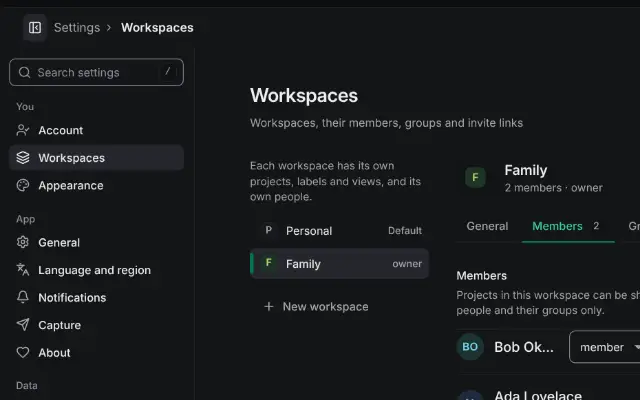 Settings › Workspaces
Search settings /
You
Account
Workspaces
Appearance
App
General
Language and region
Notifications
Capture
About
Data
Workspaces
Workspaces, their members, groups and invite links
Each workspace has its own
projects, labels and views, and its
own people.
P Personal Default
F Family owner
+ New workspace
F Family
2 members · owner
General Members 2 Gr
Members
Projects in this workspace can be sh
people and their groups only.
BO Bob Ok... member
Ada Lovelace